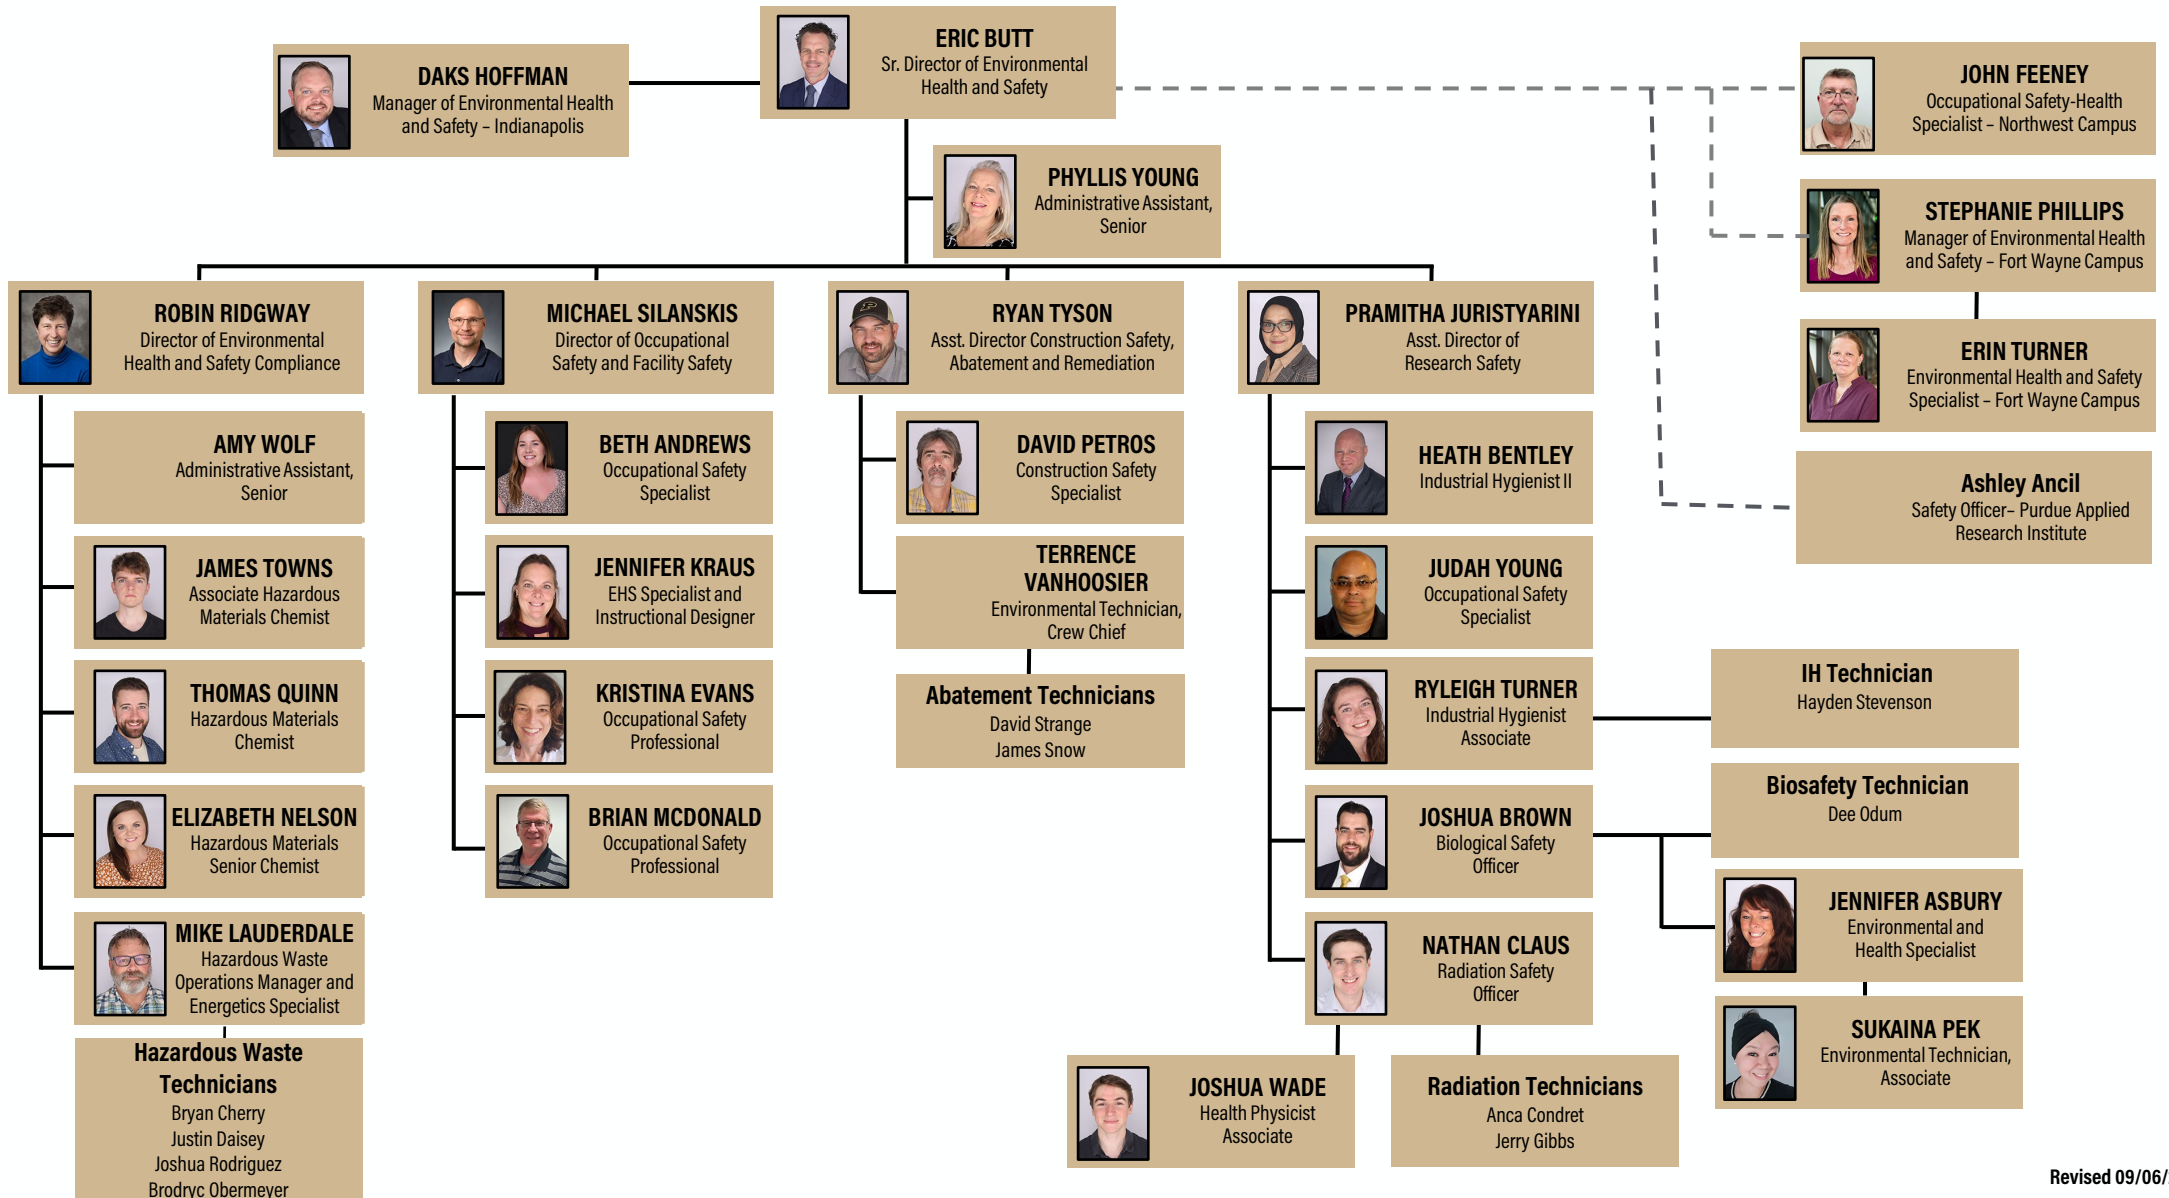 ERIC BUTT
Sr. Director of Environmental
Health and Safety
DAKS HOFFMAN
Manager of Environmental Health
and Safety – Indianapolis
JOHN FEENEY
Occupational Safety-Health
Specialist – Northwest Campus
PHYLLIS YOUNG
Administrative Assistant,
Senior
STEPHANIE PHILLIPS
Manager of Environmental Health
and Safety – Fort Wayne Campus
ERIN TURNER
Environmental Health and Safety
Specialist – Fort Wayne Campus
Ashley Ancil
Safety Officer– Purdue Applied
Research Institute
ROBIN RIDGWAY
Director of Environmental
Health and Safety Compliance
AMY WOLF
Administrative Assistant,
Senior
JAMES TOWNS
Associate Hazardous
Materials Chemist
THOMAS QUINN
Hazardous Materials
Chemist
ELIZABETH NELSON
Hazardous Materials
Senior Chemist
MIKE LAUDERDALE
Hazardous Waste
Operations Manager and
Energetics Specialist
Hazardous Waste
Technicians
Bryan Cherry
Justin Daisey
Joshua Rodriguez
Brodryc Obermeyer
MICHAEL SILANSKIS
Director of Occupational
Safety and Facility Safety
BETH ANDREWS
Occupational Safety
Specialist
JENNIFER KRAUS
EHS Specialist and
Instructional Designer
KRISTINA EVANS
Occupational Safety
Professional
BRIAN MCDONALD
Occupational Safety
Professional
RYAN TYSON
Asst. Director Construction Safety,
Abatement and Remediation
DAVID PETROS
Construction Safety
Specialist
TERRENCE
VANHOOSIER
Environmental Technician,
Crew Chief
Abatement Technicians
David Strange
James Snow
PRAMITHA JURISTYARINI
Asst. Director of
Research Safety
HEATH BENTLEY
Industrial Hygienist II
JUDAH YOUNG
Occupational Safety
Specialist
RYLEIGH TURNER
Industrial Hygienist
Associate
IH Technician
Hayden Stevenson
JOSHUA BROWN
Biological Safety
Officer
Biosafety Technician
Dee Odum
JENNIFER ASBURY
Environmental and
Health Specialist
SUKAINA PEK
Environmental Technician,
Associate
NATHAN CLAUS
Radiation Safety
Officer
JOSHUA WADE
Health Physicist
Associate
Radiation Technicians
Anca Condret
Jerry Gibbs
Revised 09/06/